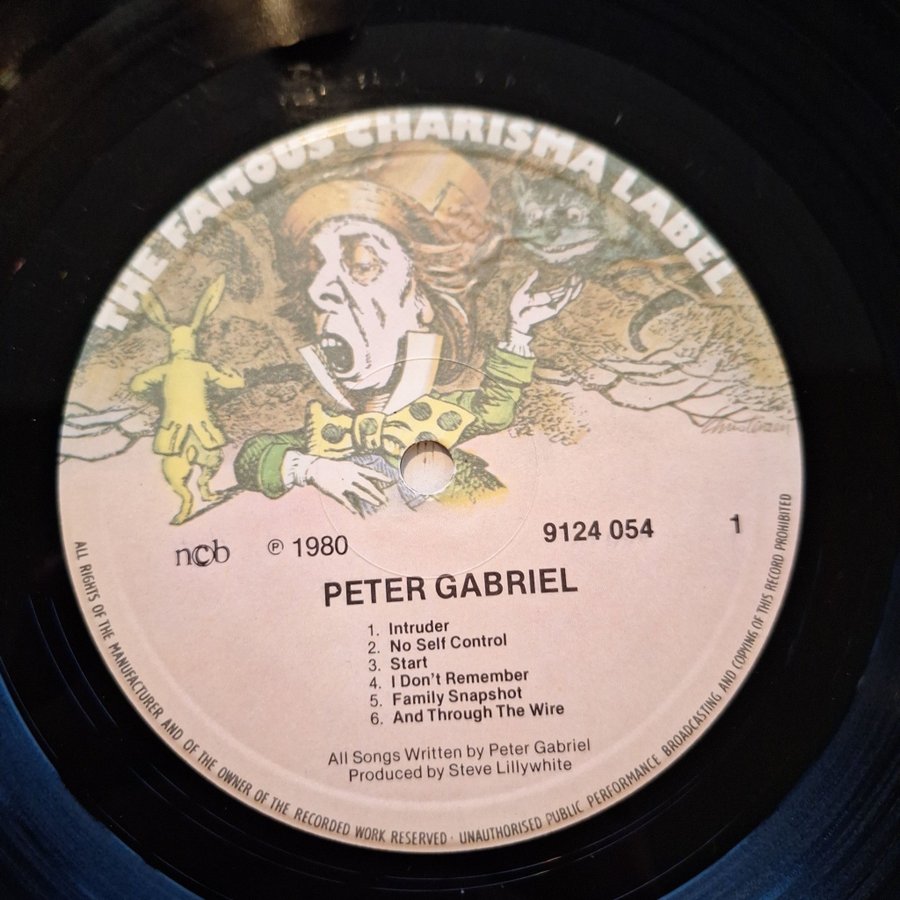 THE FAMOUS CHARISMA LABEL
ncb ℗ 1980 9124 054 1
PETER GABRIEL
1. Intruder
2. No Self Control
3. Start
4. I Don't Remember
5. Family Snapshot
6. And Through The Wire
All Songs Written by Peter Gabriel
Produced by Steve Lillywhite
ALL RIGHTS OF THE MANUFACTURER AND OF THE OWNER OF THE RECORDED WORK RESERVED · UNAUTHORISED PUBLIC PERFORMANCE BROADCASTING AND COPYING OF THIS RECORD PROHIBITED